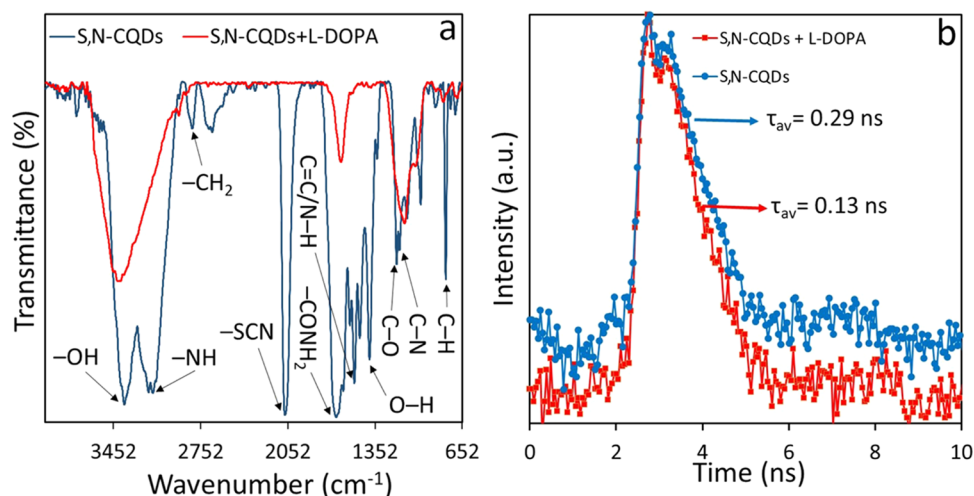 a
S,N-CQDs
S,N-CQDs+L-DOPA
Transmittance (%)
–CH₂
C=C/N–H
–OH
–NH
–SCN
–CONH₂
O–H
C–O
C–N
C–H
3452
2752
2052
1352
652
Wavenumber (cm⁻¹)
b
S,N-CQDs + L-DOPA
S,N-CQDs
Intensity (a.u.)
τav= 0.29 ns
τav= 0.13 ns
0
2
4
6
8
10
Time (ns)